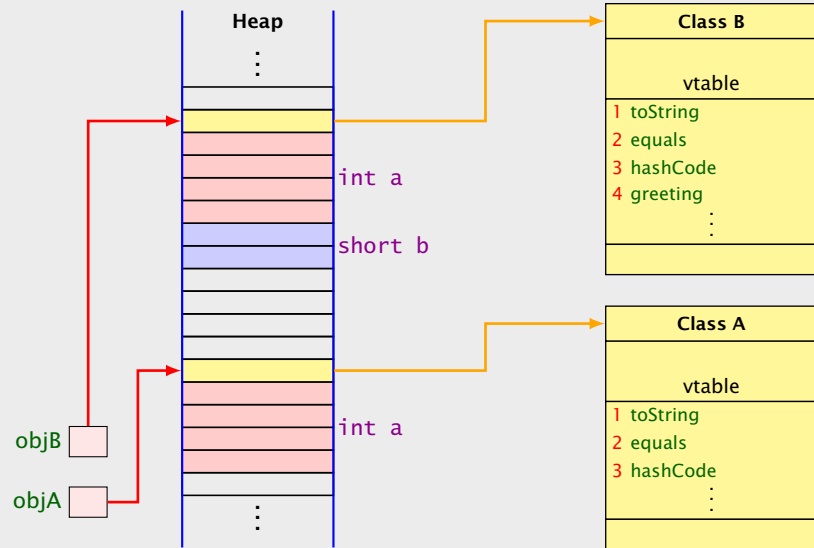 Heap
⋮
int a
short b
int a
⋮
objB
objA
Class B
vtable
1 toString
2 equals
3 hashCode
4 greeting
⋮
Class A
vtable
1 toString
2 equals
3 hashCode
⋮